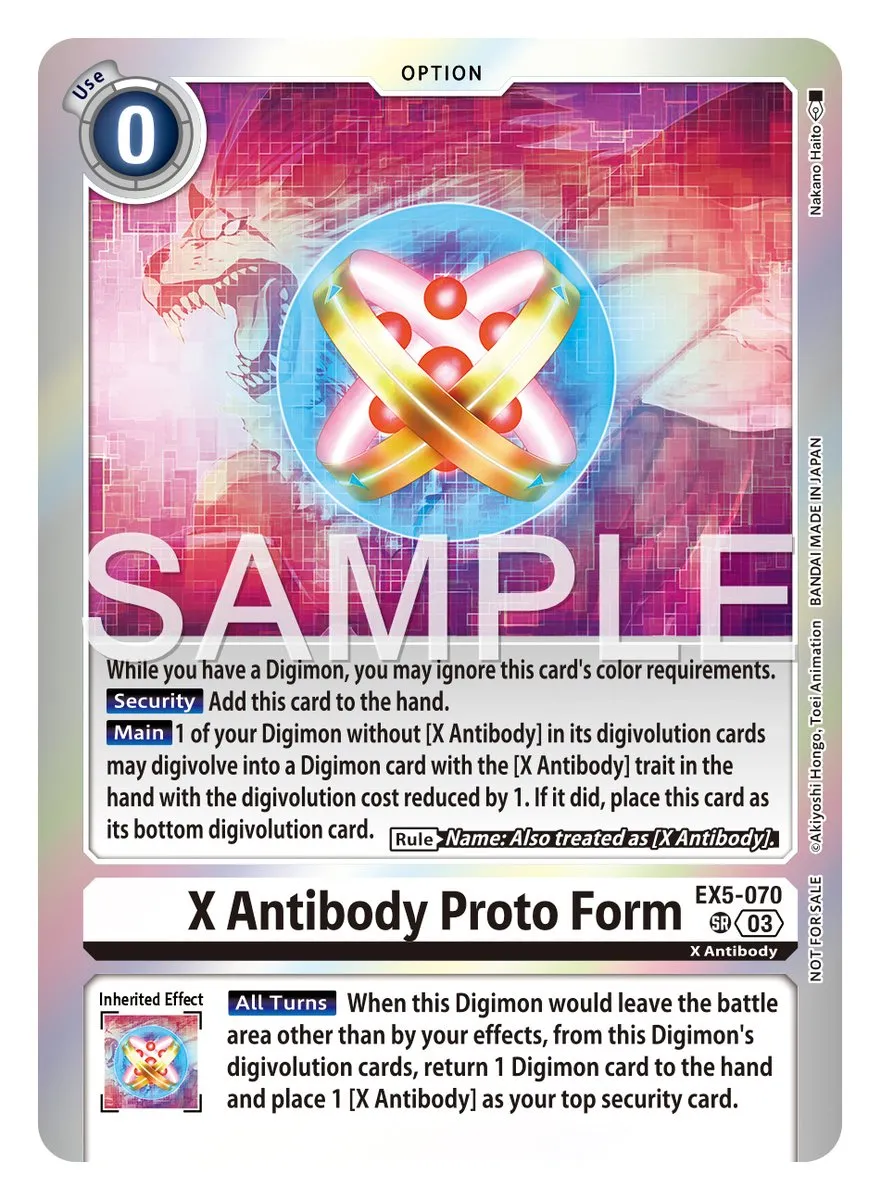 OPTION
Use
0
Nakano Haito
SAMPLE
While you have a Digimon, you may ignore this card's color requirements.
Security Add this card to the hand.
Main 1 of your Digimon without [X Antibody] in its digivolution cards
may digivolve into a Digimon card with the [X Antibody] trait in the
hand with the digivolution cost reduced by 1. If it did, place this card as
its bottom digivolution card. Rule Name: Also treated as [X Antibody].
©Akiyoshi Hongo, Toei Animation BANDAI MADE IN JAPAN
X Antibody Proto Form
EX5-070
SR 03
X Antibody
NOT FOR SALE
Inherited Effect
All Turns When this Digimon would leave the battle
area other than by your effects, from this Digimon's
digivolution cards, return 1 Digimon card to the hand
and place 1 [X Antibody] as your top security card.